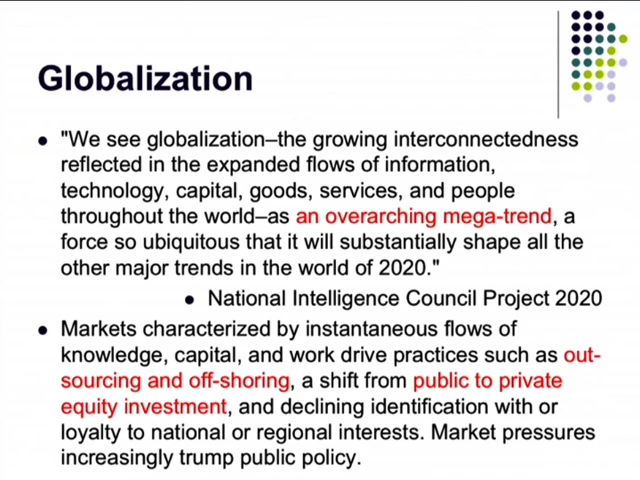 Globalization
• "We see globalization–the growing interconnectedness
reflected in the expanded flows of information,
technology, capital, goods, services, and people
throughout the world–as an overarching mega-trend, a
force so ubiquitous that it will substantially shape all the
other major trends in the world of 2020."
• National Intelligence Council Project 2020
• Markets characterized by instantaneous flows of
knowledge, capital, and work drive practices such as out-
sourcing and off-shoring, a shift from public to private
equity investment, and declining identification with or
loyalty to national or regional interests. Market pressures
increasingly trump public policy.